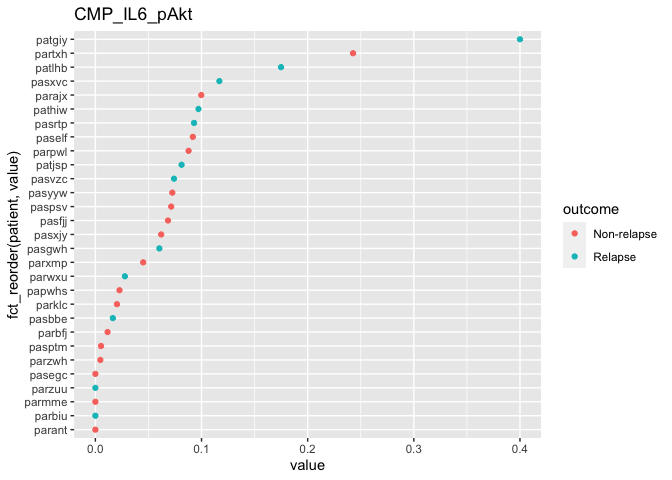 CMP_IL6_pAkt
fct_reorder(patient, value)
patgiy
partxh
patlhb
pasxvc
parajx
pathiw
pasrtp
paself
parpwl
patjsp
pasvzc
pasyyw
paspsv
pasfjj
pasxjy
pasgwh
parxmp
parwxu
papwhs
parklc
pasbbe
parbfj
pasptm
parzwh
pasegc
parzuu
parmme
parbiu
parant
0.0 0.1 0.2 0.3 0.4
value
outcome
Non-relapse
Relapse